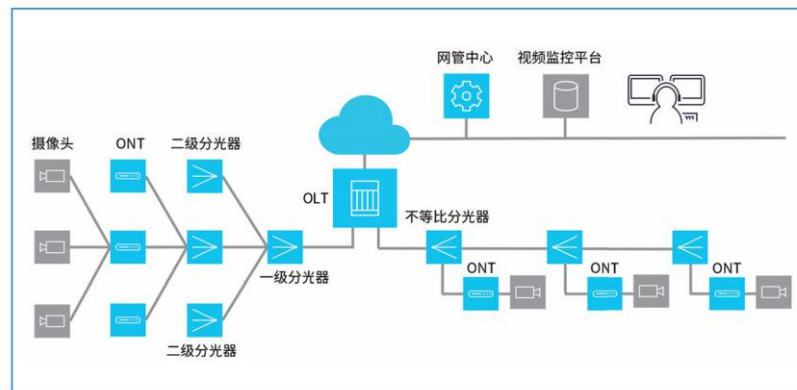 网管中心
视频监控平台
摄像头
ONT
二级分光器
OLT
不等比分光器
一级分光器
ONT
ONT
ONT
二级分光器